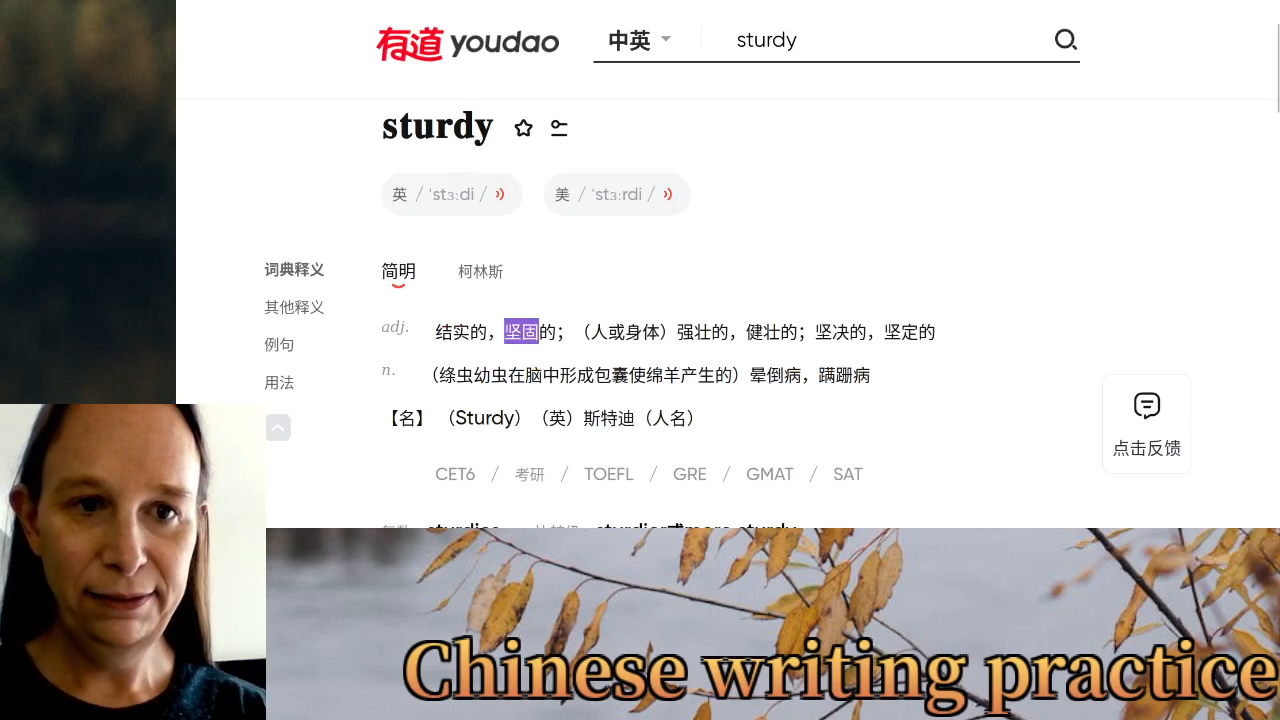 有道 youdao 中英 sturdy
sturdy
英 / ˈstɜːdi / 美 / ˈstɜːrdi /
词典释义
其他释义
例句
用法
简明 柯林斯
adj. 结实的，坚固的；（人或身体）强壮的，健壮的；坚决的，坚定的
n. （绦虫幼虫在脑中形成包囊使绵羊产生的）晕倒病，蹒跚病
【名】 （Sturdy）（英）斯特迪（人名）
CET6 / 考研 / TOEFL / GRE / GMAT / SAT
点击反馈
Chinese writing practice